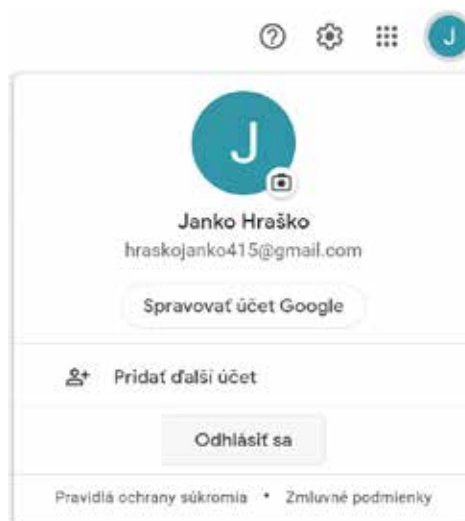 J
J
Janko Hraško
hraskojanko415@gmail.com
Spravovať účet Google
Pridať ďalší účet
Odhlásiť sa
Pravidlá ochrany súkromia • Zmluvné podmienky